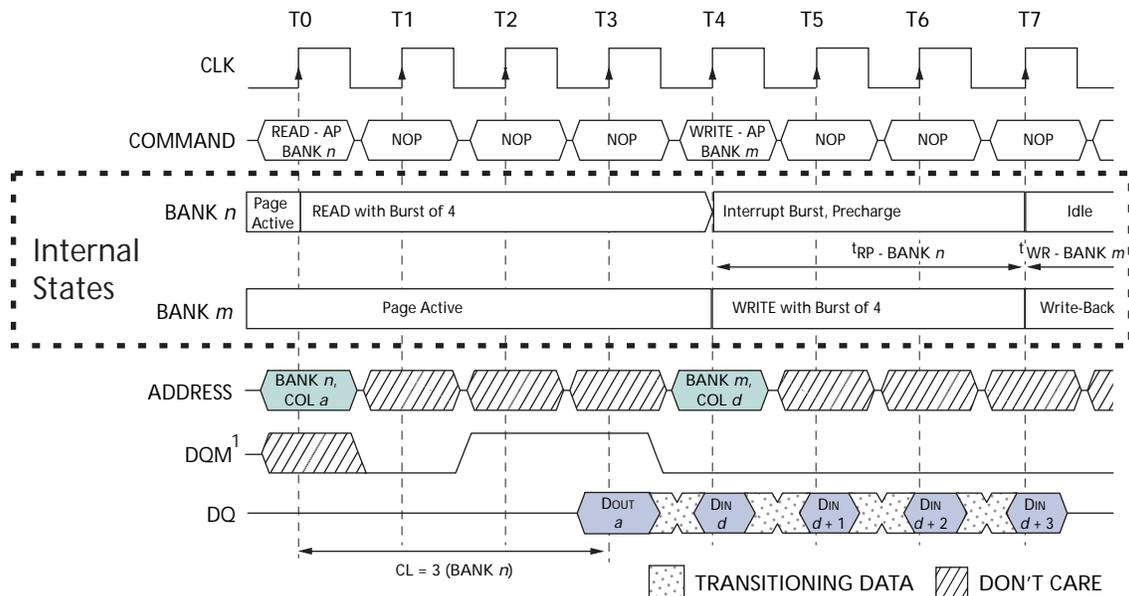 T0 T1 T2 T3 T4 T5 T6 T7
CLK
COMMAND
READ - AP
BANK n
NOP
NOP
NOP
WRITE - AP
BANK m
NOP
NOP
NOP
Internal
States
BANK n
Page
Active
READ with Burst of 4
Interrupt Burst, Precharge
Idle
tRP - BANK n
tWR - BANK m
BANK m
Page Active
WRITE with Burst of 4
Write-Back
ADDRESS
BANK n,
COL a
BANK m,
COL d
DQM1
DQ
DOUT
a
DIN
d
DIN
d + 1
DIN
d + 2
DIN
d + 3
CL = 3 (BANK n)
TRANSITIONING DATA
DON'T CARE